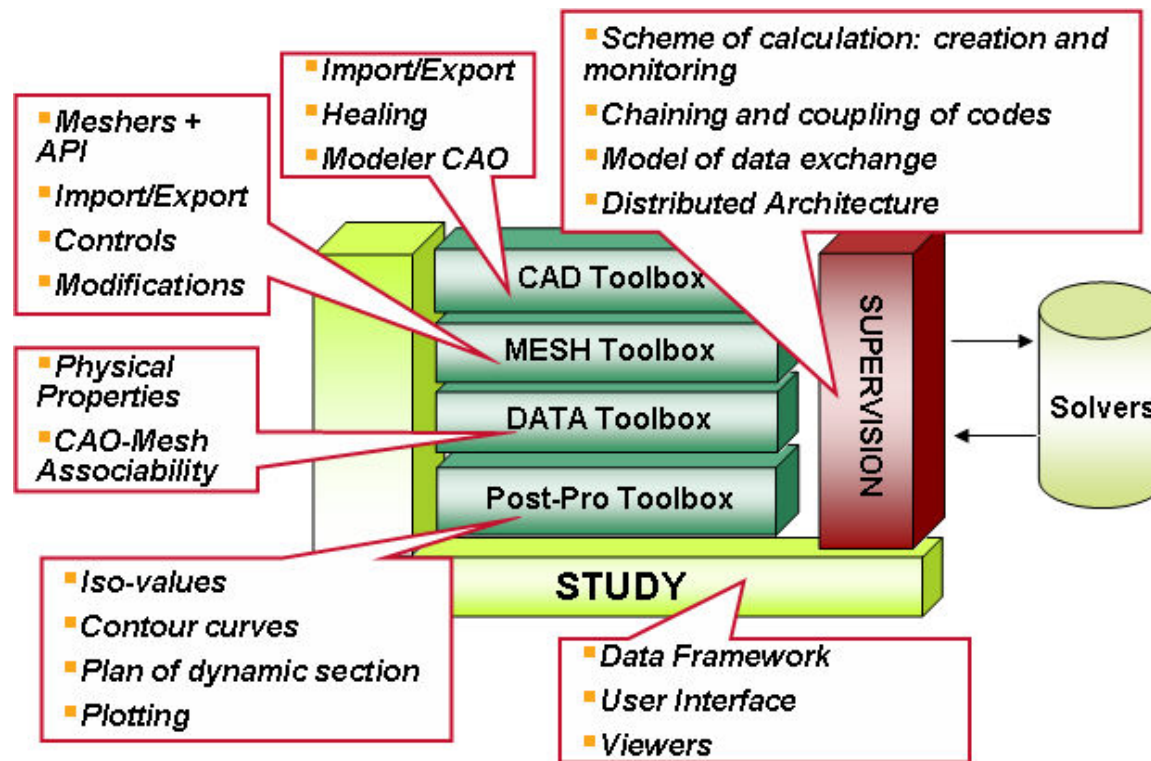 ▪Import/Export
▪Healing
▪Modeler CAO
▪Scheme of calculation: creation and
monitoring
▪Chaining and coupling of codes
▪Model of data exchange
▪Distributed Architecture
▪Meshers +
API
▪Import/Export
▪Controls
▪Modifications
▪Physical
Properties
▪CAO-Mesh
Associability
CAD Toolbox
MESH Toolbox
DATA Toolbox
Post-Pro Toolbox
SUPERVISION
Solvers
STUDY
▪Iso-values
▪Contour curves
▪Plan of dynamic section
▪Plotting
▪Data Framework
▪User Interface
▪Viewers